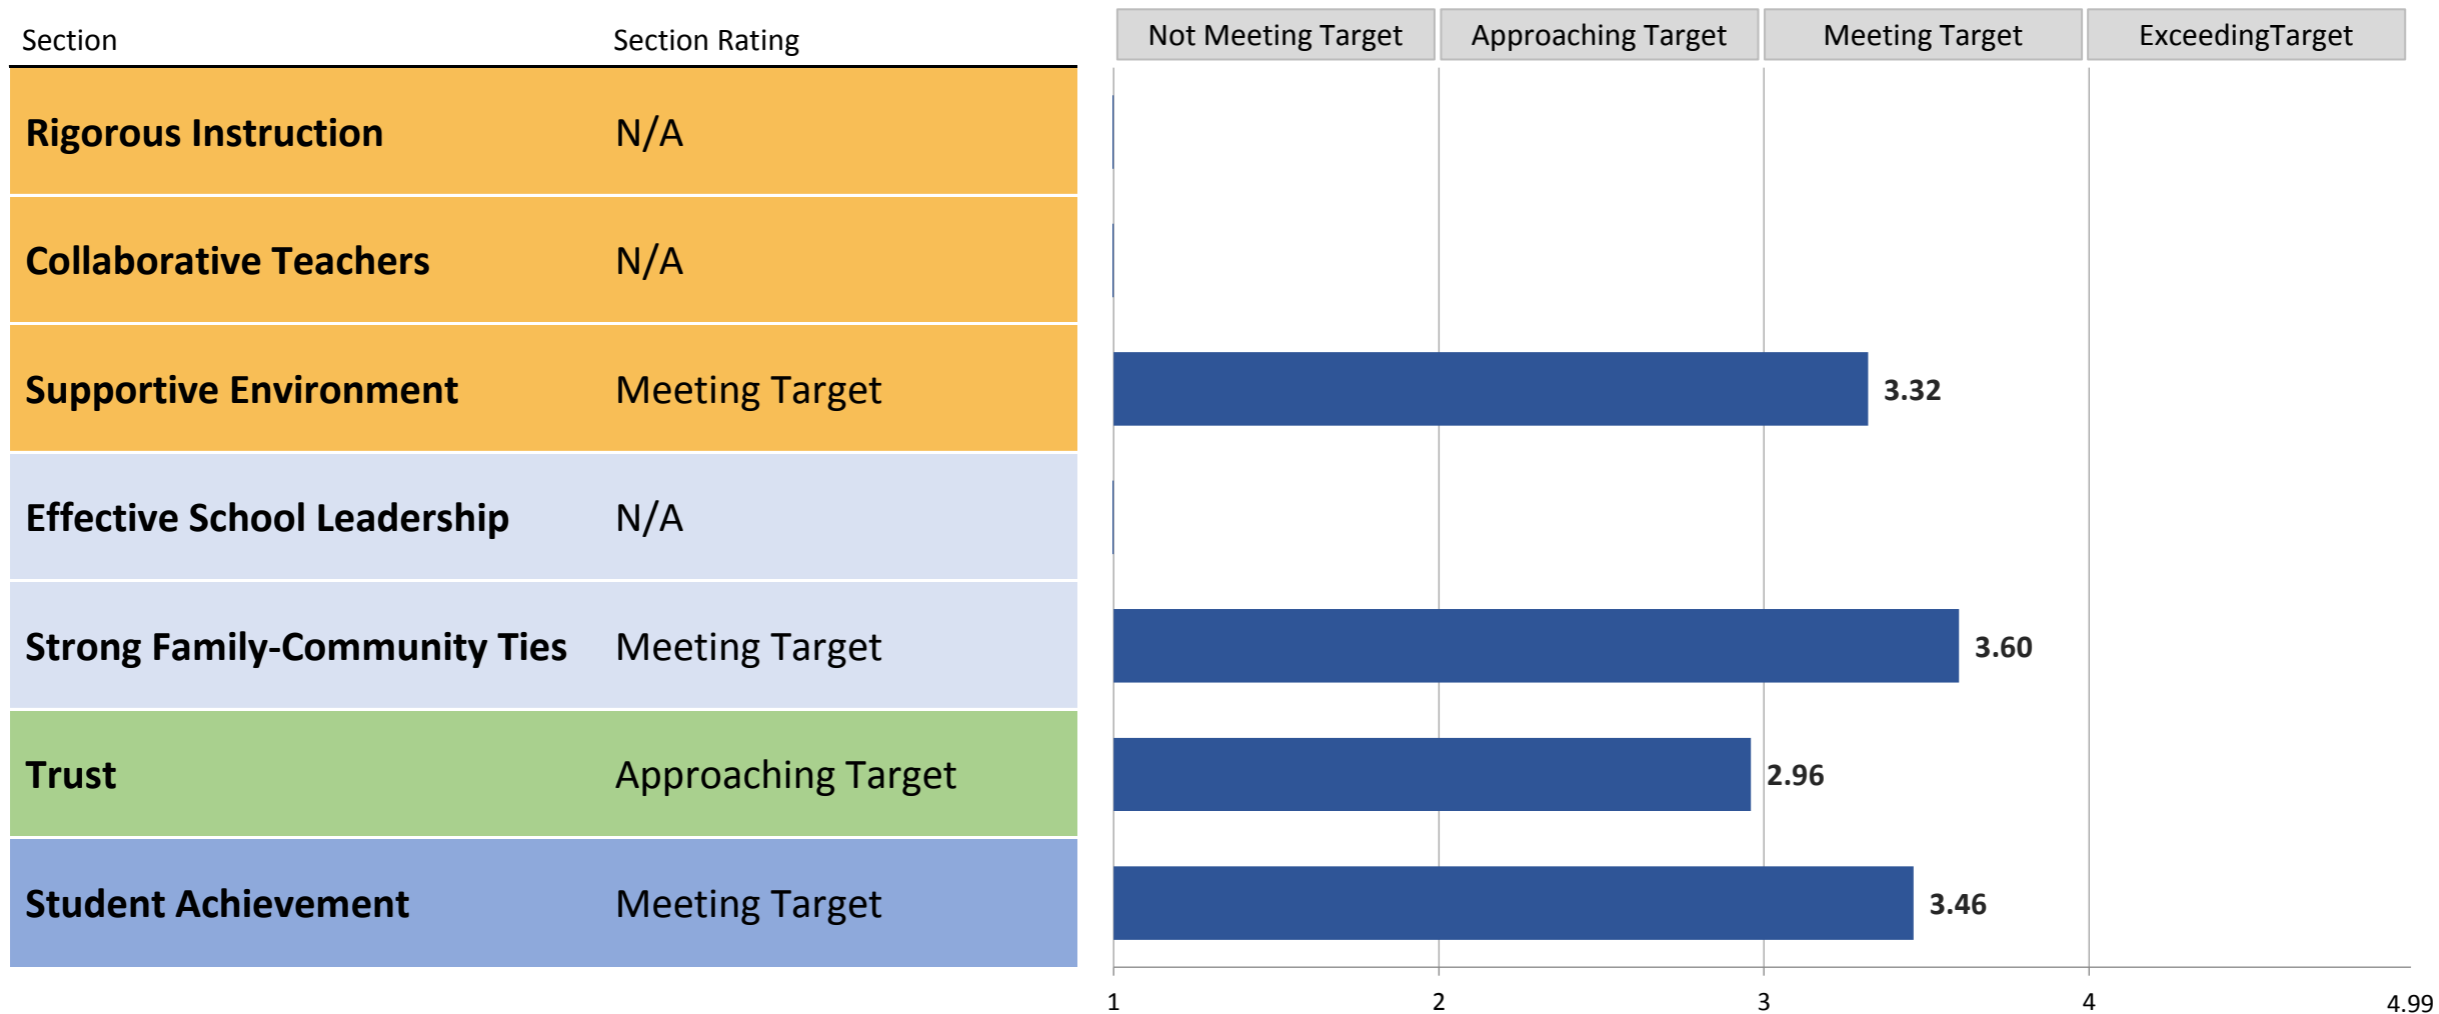 Section Section Rating Not Meeting Target Approaching Target Meeting Target ExceedingTarget
Rigorous Instruction N/A
Collaborative Teachers N/A
Supportive Environment Meeting Target 3.32
Effective School Leadership N/A
Strong Family-Community Ties Meeting Target 3.60
Trust Approaching Target 2.96
Student Achievement Meeting Target 3.46
1 2 3 4 4.99